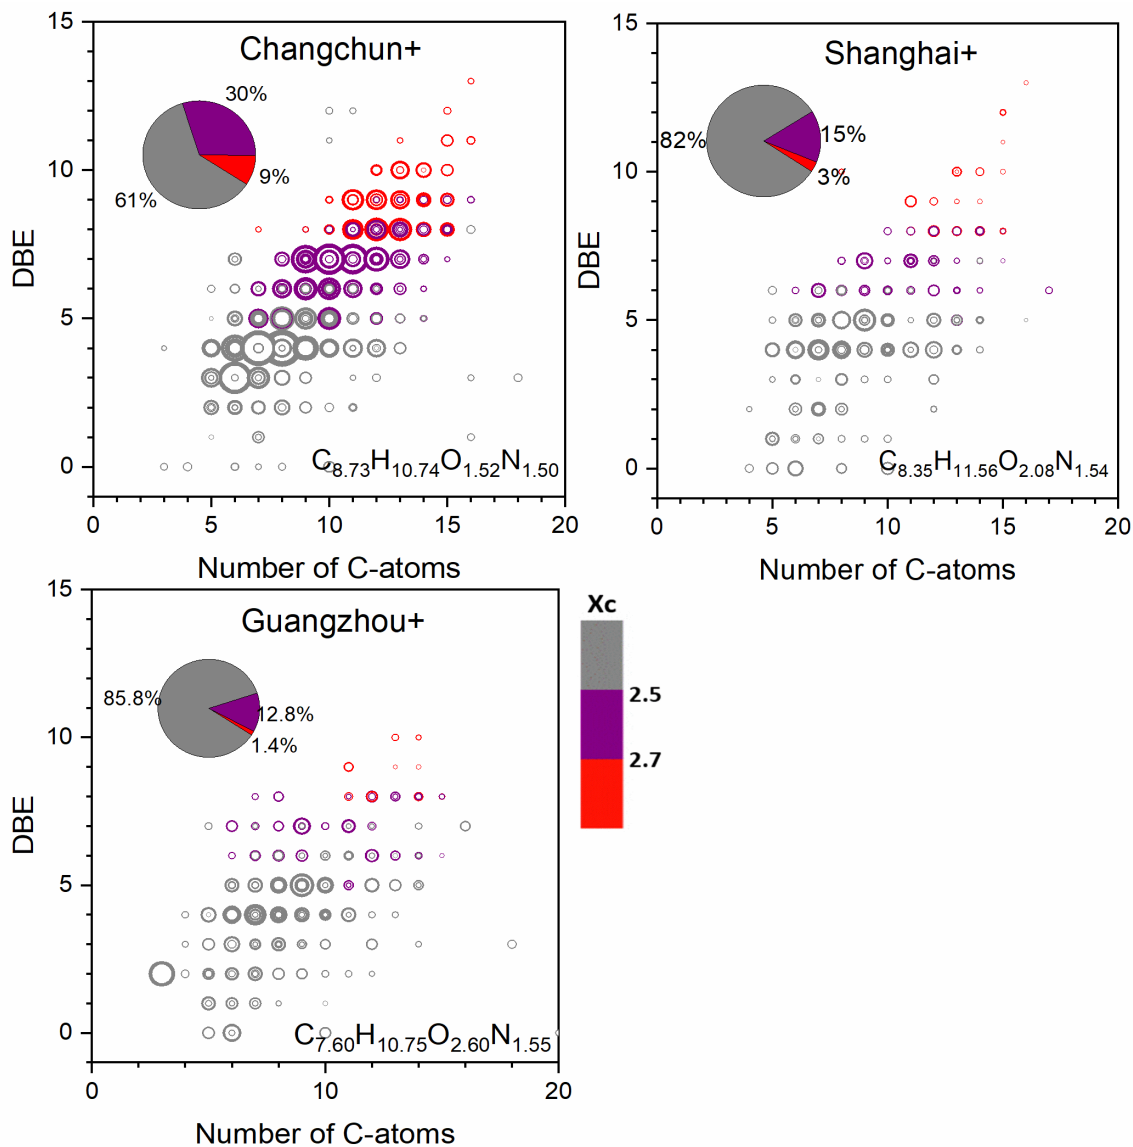 15
Changchun+
30%
10
9%
61%
DBE
5
0
C8.73H10.74O1.52N1.50
0
5
10
15
20
Number of C-atoms
15
Shanghai+
82%
15%
3%
10
DBE
5
0
C8.35H11.56O2.08N1.54
0
5
10
15
20
Number of C-atoms
15
Guangzhou+
85.8%
12.8%
1.4%
10
DBE
5
0
C7.60H10.75O2.60N1.55
0
10
20
Number of C-atoms
Xc
2.5
2.7